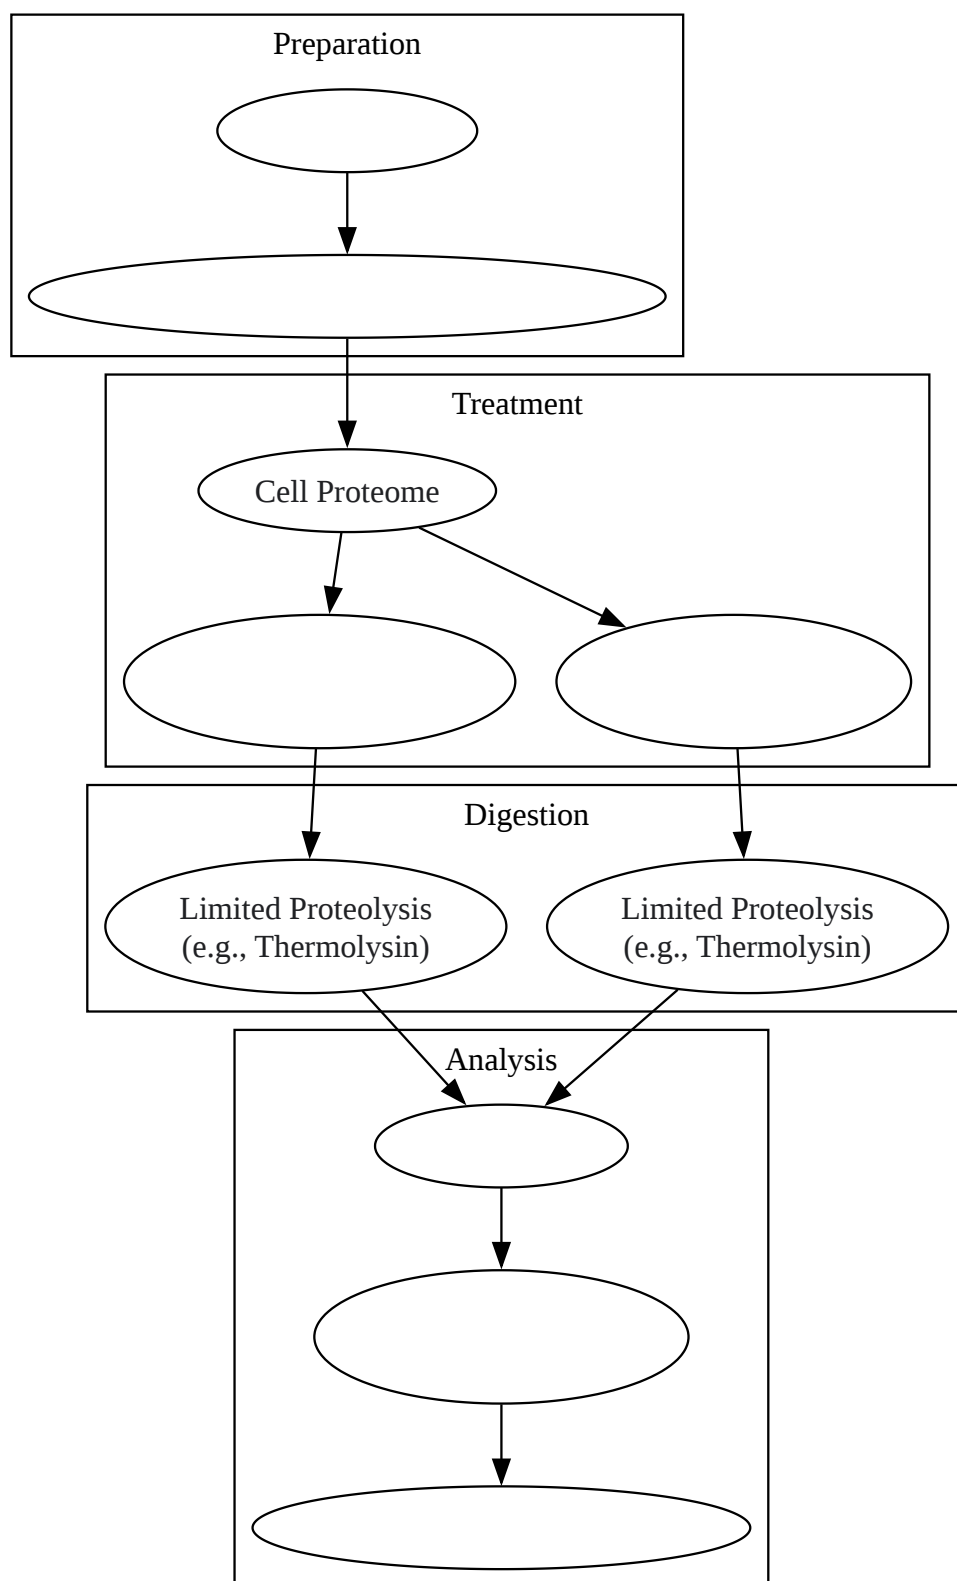 Preparation
Treatment
Cell Proteome
Digestion
Limited Proteolysis
(e.g., Thermolysin)
Limited Proteolysis
(e.g., Thermolysin)
Analysis